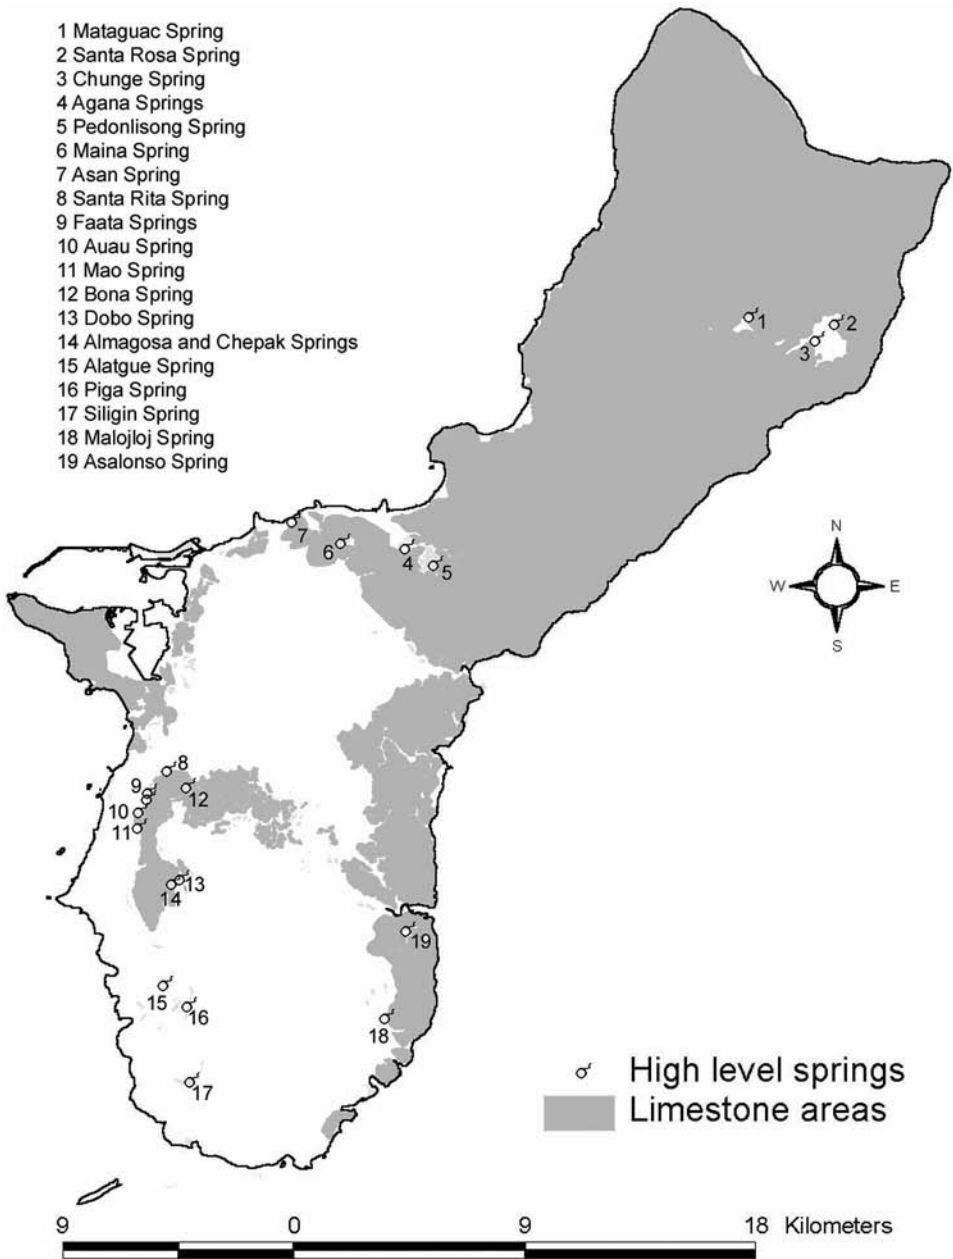 1 Mataguac Spring
2 Santa Rosa Spring
3 Chunge Spring
4 Agana Springs
5 Pedonlisong Spring
6 Maina Spring
7 Asan Spring
8 Santa Rita Spring
9 Faata Springs
10 Auau Spring
11 Mao Spring
12 Bona Spring
13 Dobo Spring
14 Almagosa and Chepak Springs
15 Alatgue Spring
16 Piga Spring
17 Siligin Spring
18 Malojloj Spring
19 Asalonso Spring
1
2
3
7
6
4
5
N
W
E
S
8
9
12
10
11
13
14
19
15
16
18
17
High level springs
Limestone areas
9
0
9
18 Kilometers